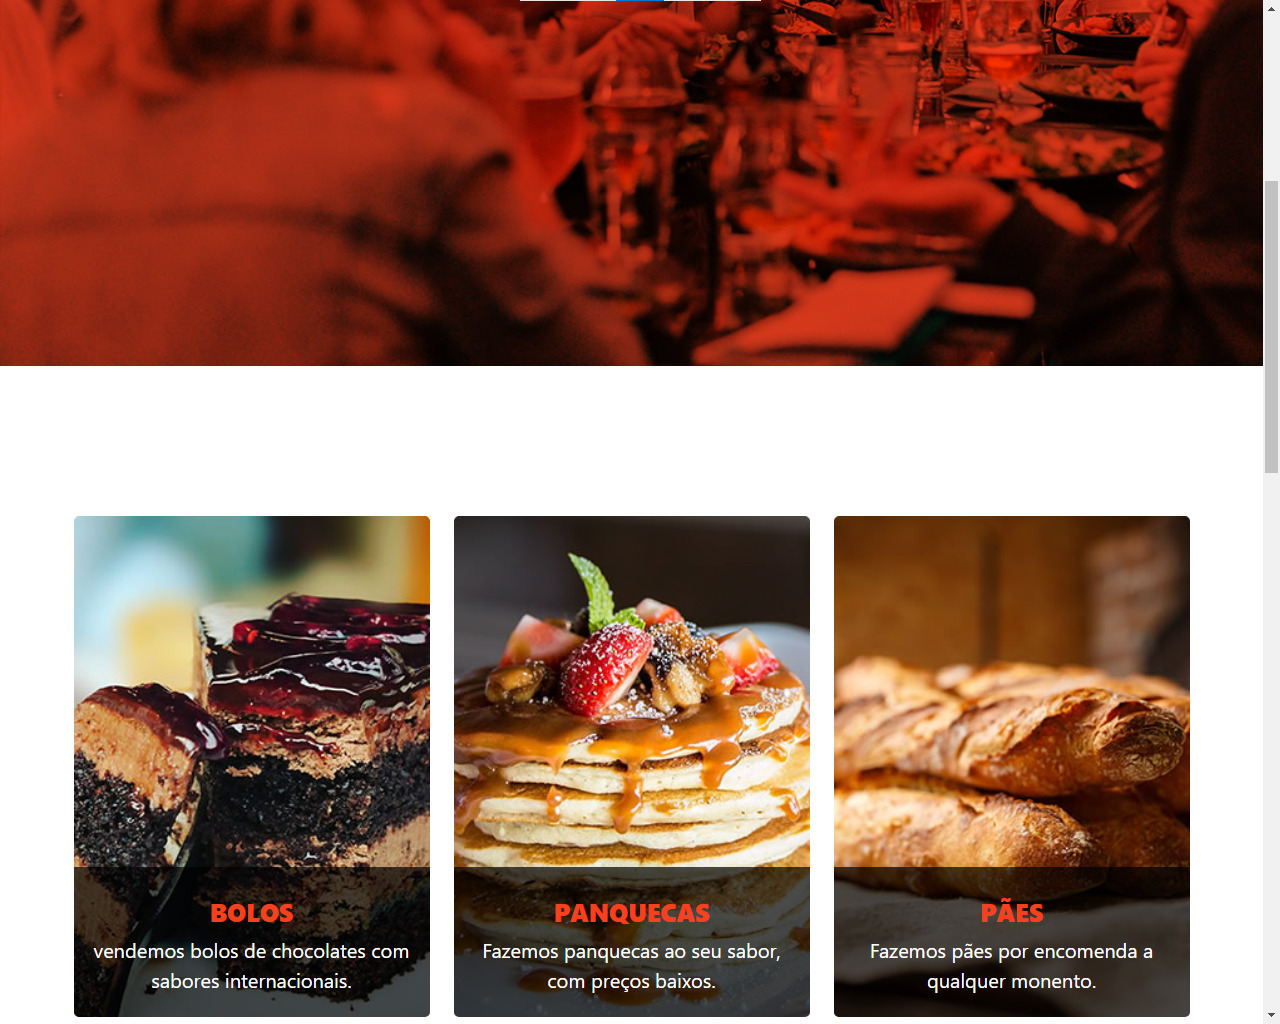 BOLOS
vendemos bolos de chocolates com
sabores internacionais.
PANQUECAS
Fazemos panquecas ao seu sabor,
com preços baixos.
PÃES
Fazemos pães por encomenda a
qualquer monento.